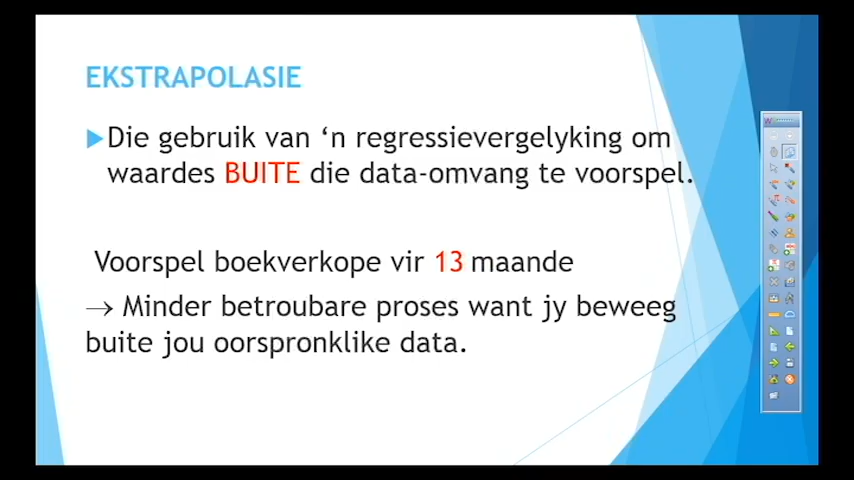 EKSTRAPOLASIE
Die gebruik van ‘n regressievergelyking om
waardes BUITE die data-omvang te voorspel.
Voorspel boekverkope vir 13 maande
→ Minder betroubare proses want jy beweeg
buite jou oorspronklike data.